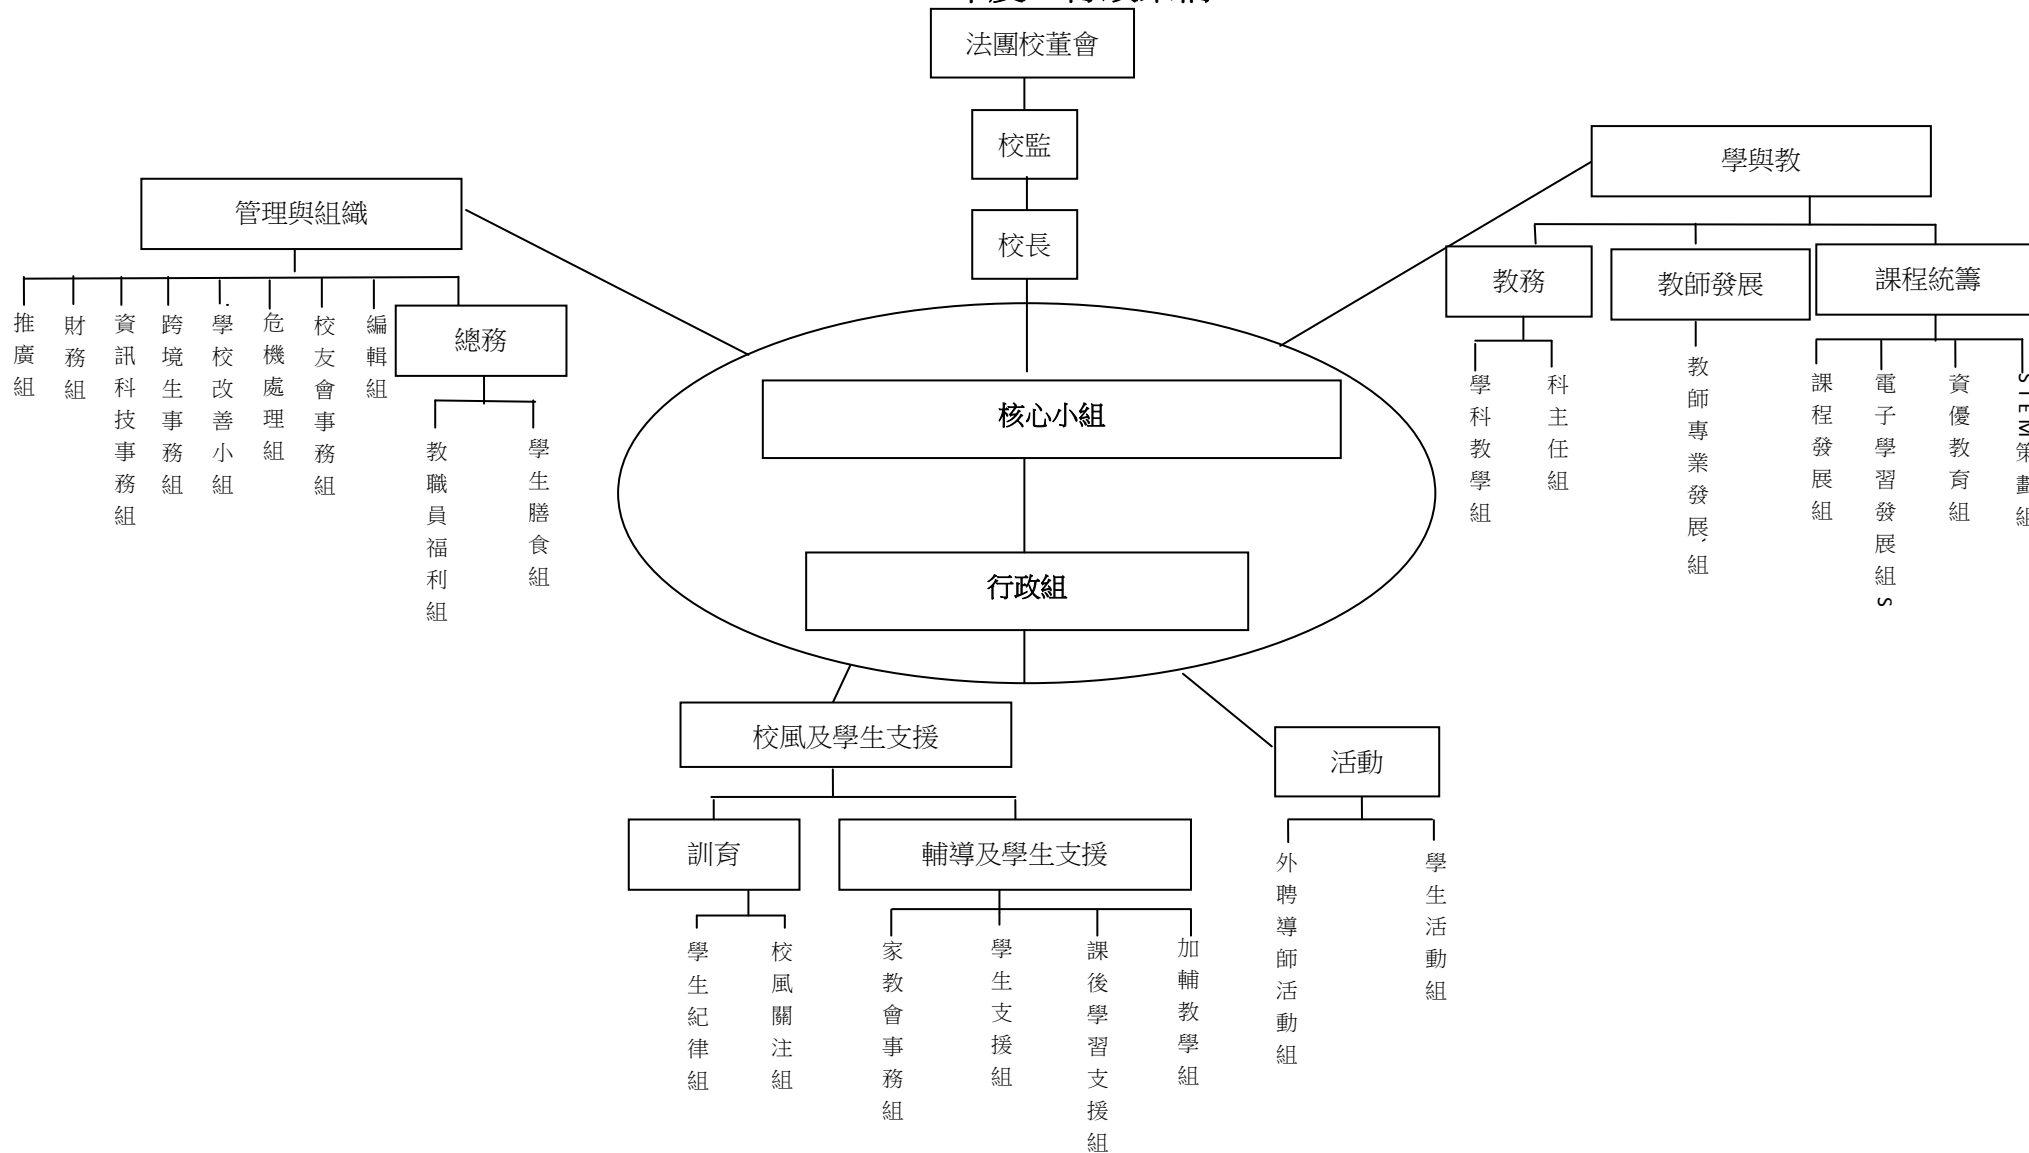 法團校董會
校監
校長
學與教
管理與組織
教務
教師發展
課程統籌
推廣組
財務組
資訊科技事務組
跨境生事務組
學校改善小組
危機處理組
校友會事務組
編輯組
總務
教職員福利組
學生膳食組
核心小組
行政組
學科教學組
科主任組
教師專業發展組
課程發展組
電子學習發展組 S
資優教育組
STEM策劃組
校風及學生支援
活動
訓育
輔導及學生支援
外聘導師活動組
學生活動組
學生紀律組
校風關注組
家教會事務組
學生支援組
課後學習支援組
加輔教學組